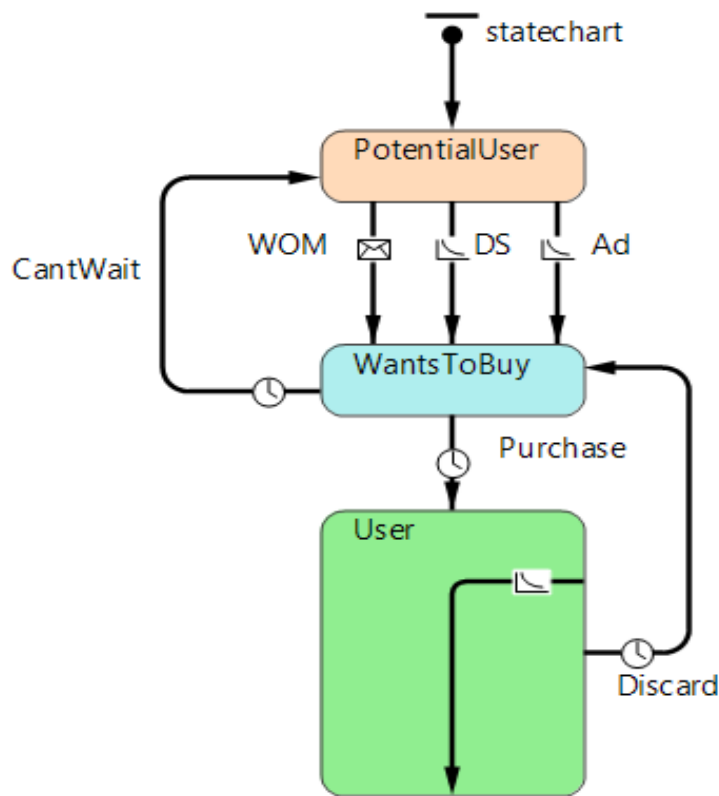 statechart
PotentialUser
WOM
DS
Ad
CantWait
WantsToBuy
Purchase
User
Discard